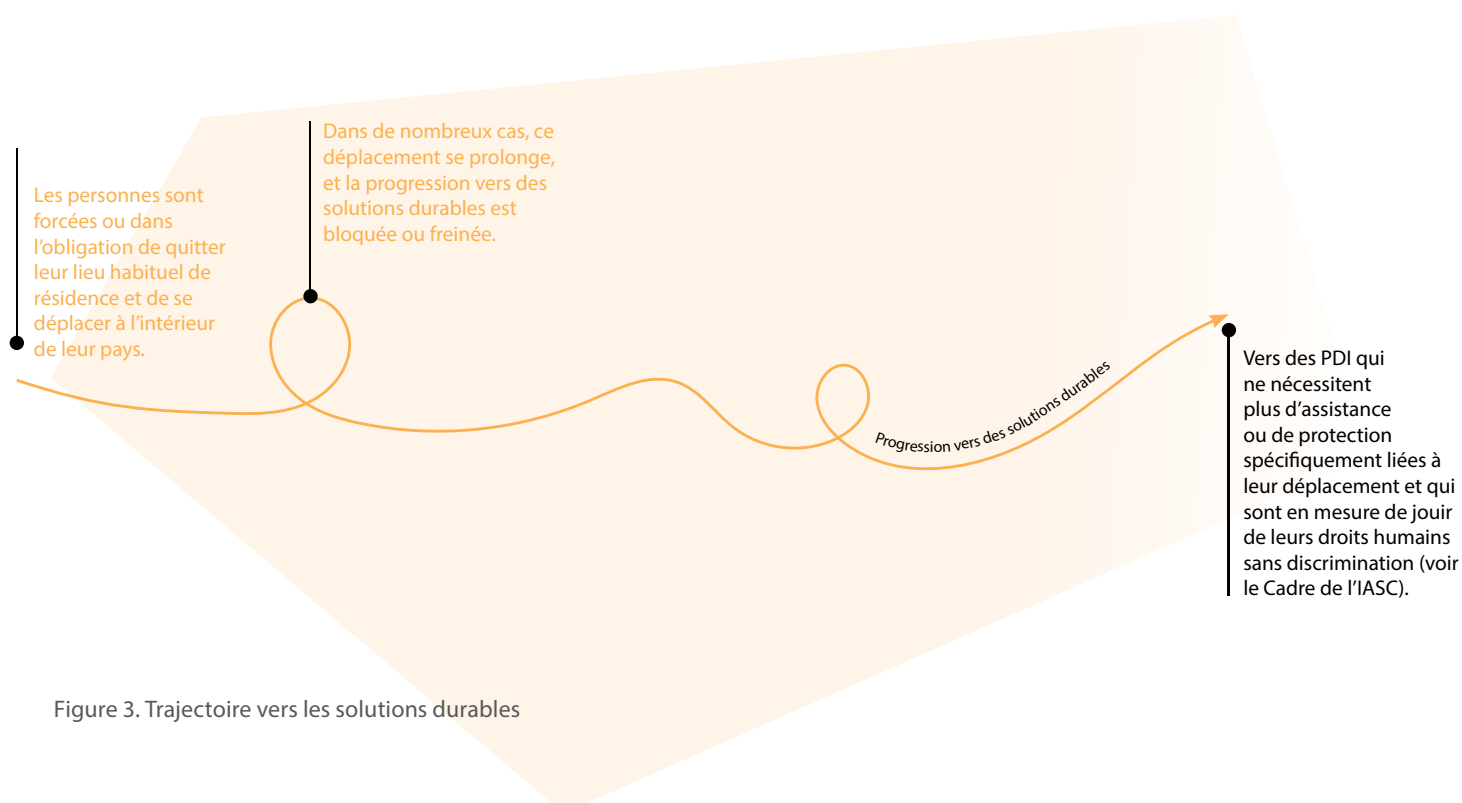 Les personnes sont
forcées ou dans
l’obligation de quitter
leur lieu habituel de
résidence et de se
déplacer à l’intérieur
de leur pays.
Dans de nombreux cas, ce
déplacement se prolonge,
et la progression vers des
solutions durables est
bloquée ou freinée.
Progression vers des solutions durables
Vers des PDI qui
ne nécessitent
plus d’assistance
ou de protection
spécifiquement liées à
leur déplacement et qui
sont en mesure de jouir
de leurs droits humains
sans discrimination (voir
le Cadre de l’IASC).
Figure 3. Trajectoire vers les solutions durables